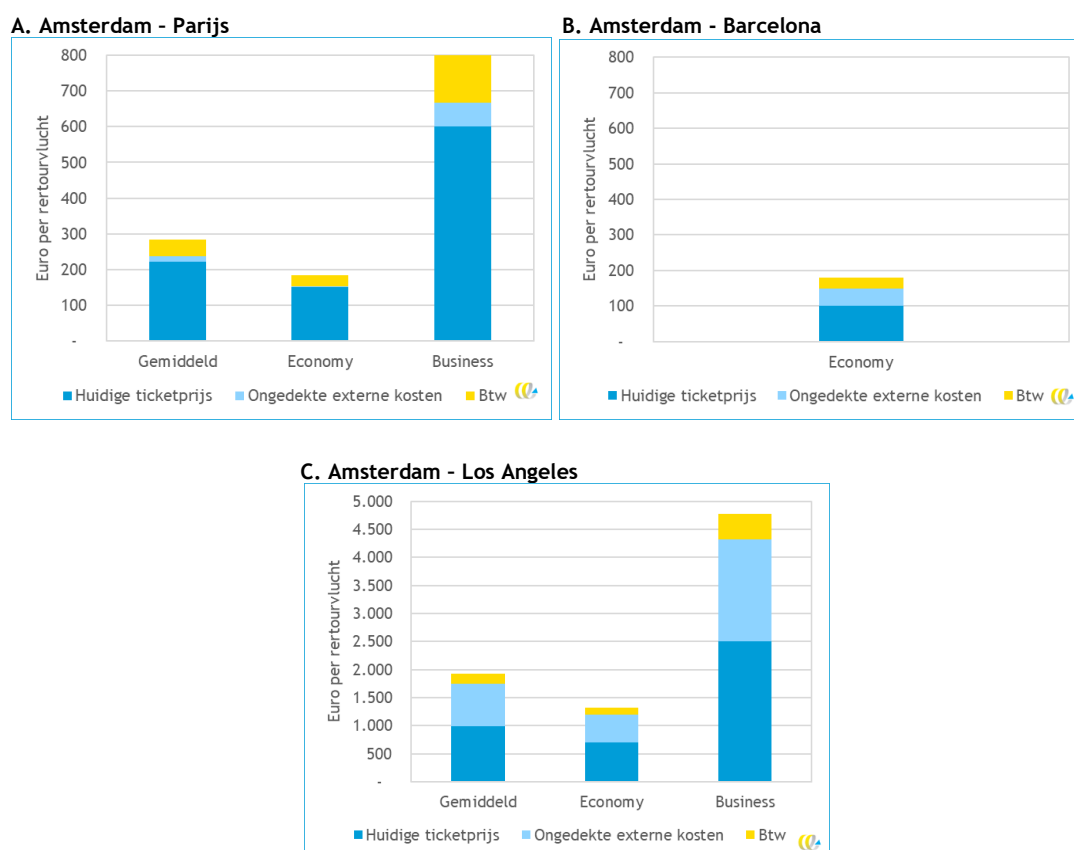 A. Amsterdam - Parijs
800
700
600
500
400
300
200
100
-
Euro per rertourvlucht
Gemiddeld Economy Business
Huidige ticketprijs Ongedekte externe kosten Btw
B. Amsterdam - Barcelona
800
700
600
500
400
300
200
100
-
Euro per rertourvlucht
Economy
Huidige ticketprijs Ongedekte externe kosten Btw
C. Amsterdam - Los Angeles
5.000
4.500
4.000
3.500
3.000
2.500
2.000
1.500
1.000
500
-
Euro per rertourvlucht
Gemiddeld Economy Business
Huidige ticketprijs Ongedekte externe kosten Btw